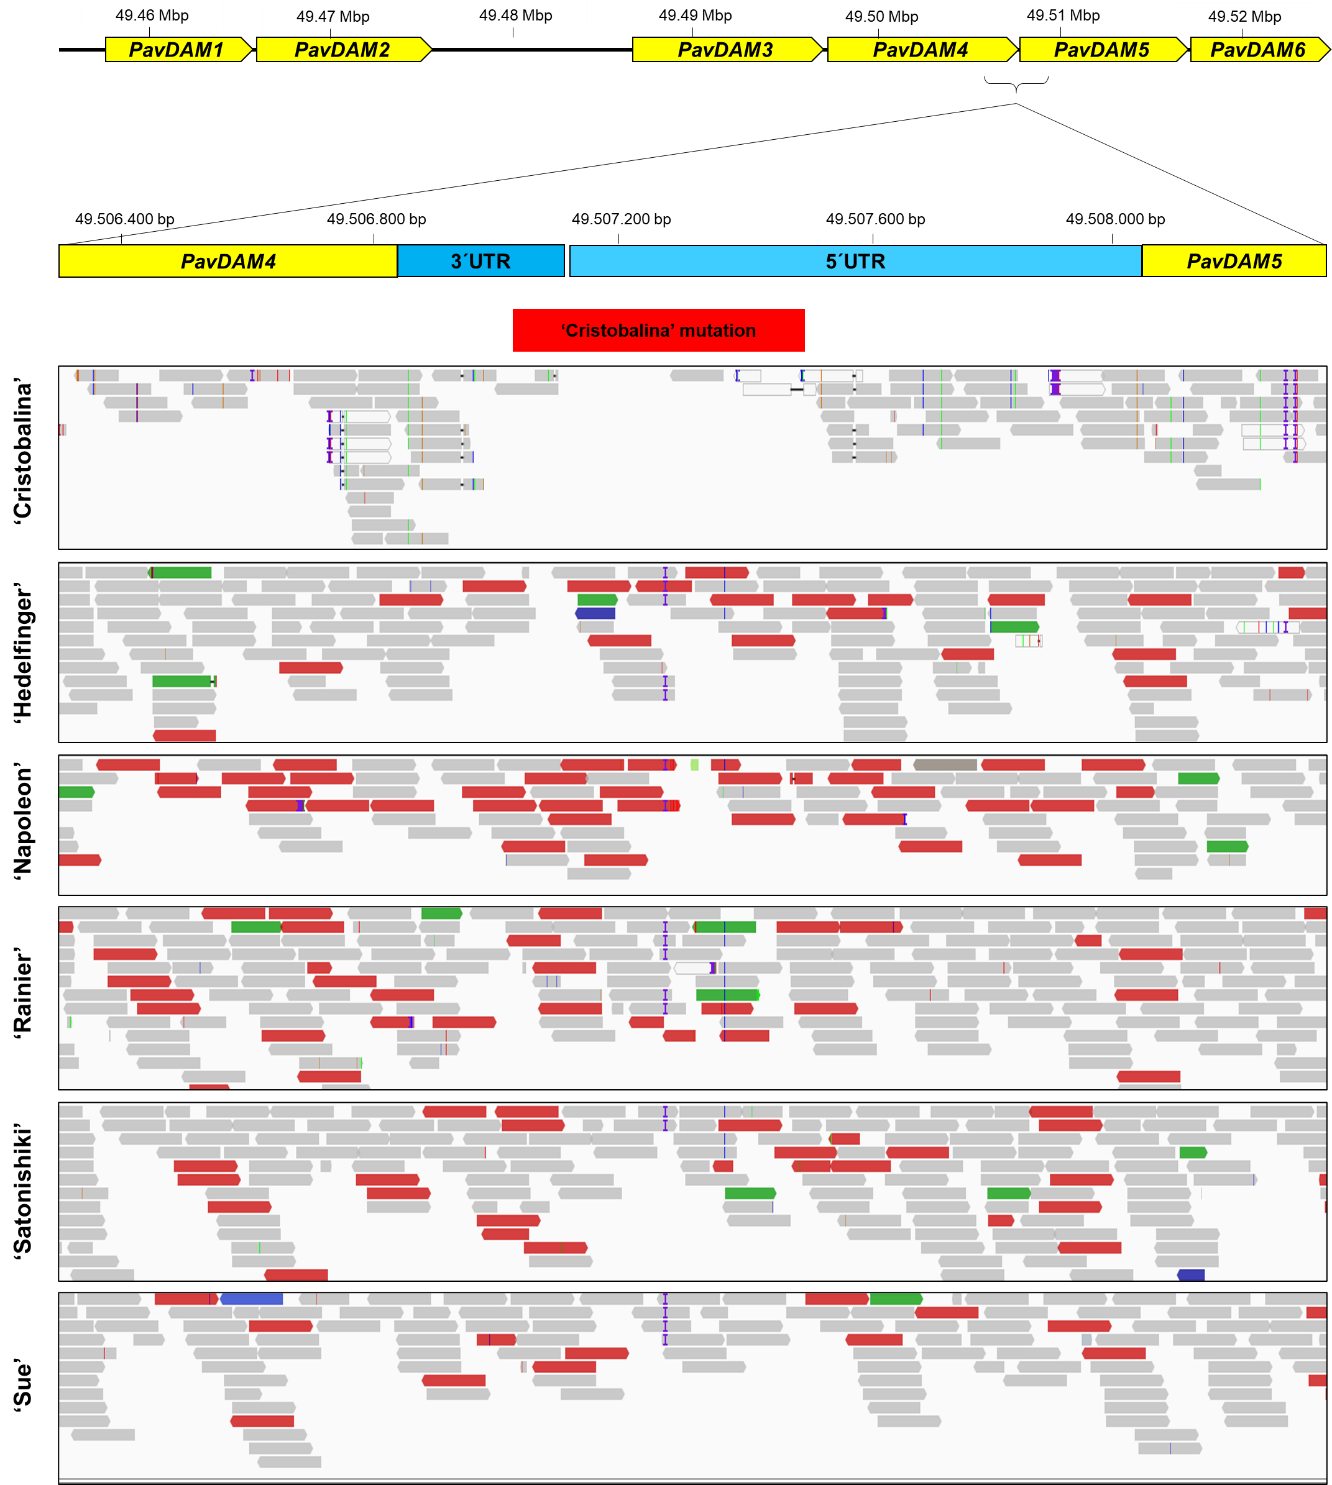 49.46 Mbp 49.47 Mbp 49.48 Mbp 49.49 Mbp 49.50 Mbp 49.51 Mbp 49.52 Mbp
PavDAM1 PavDAM2 PavDAM3 PavDAM4 PavDAM5 PavDAM6
49.506.400 bp 49.506.800 bp 49.507.200 bp 49.507.600 bp 49.508.000 bp
PavDAM4 3´UTR 5´UTR PavDAM5
‘Cristobalina’ mutation
‘Cristobalina’
‘Hedelfinger’
‘Napoleon’
‘Rainier’
‘Satonishiki’
‘Sue’